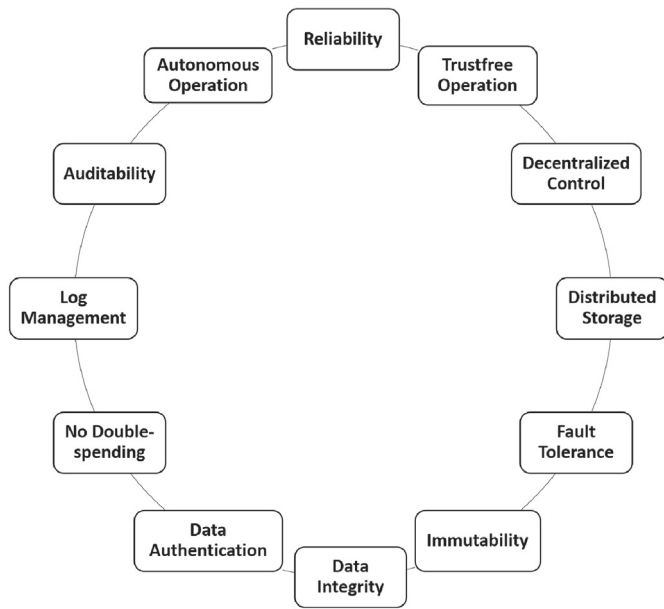 Reliability
Trustfree
Operation
Decentralized
Control
Distributed
Storage
Fault
Tolerance
Immutability
Data
Integrity
Data
Authentication
No Double-
spending
Log
Management
Auditability
Autonomous
Operation